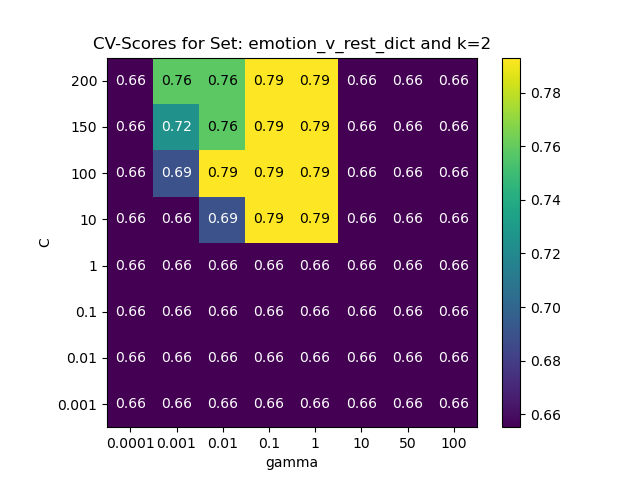 CV-Scores for Set: emotion_v_rest_dict and k=2
200 0.66 0.76 0.76 0.79 0.79 0.66 0.66 0.66
150 0.66 0.72 0.76 0.79 0.79 0.66 0.66 0.66
100 0.66 0.69 0.79 0.79 0.79 0.66 0.66 0.66
10 0.66 0.66 0.69 0.79 0.79 0.66 0.66 0.66
C
1 0.66 0.66 0.66 0.66 0.66 0.66 0.66 0.66
0.1 0.66 0.66 0.66 0.66 0.66 0.66 0.66 0.66
0.01 0.66 0.66 0.66 0.66 0.66 0.66 0.66 0.66
0.001 0.66 0.66 0.66 0.66 0.66 0.66 0.66 0.66
0.0001 0.001 0.01 0.1 1 10 50 100
gamma
0.78
0.76
0.74
0.72
0.70
0.68
0.66